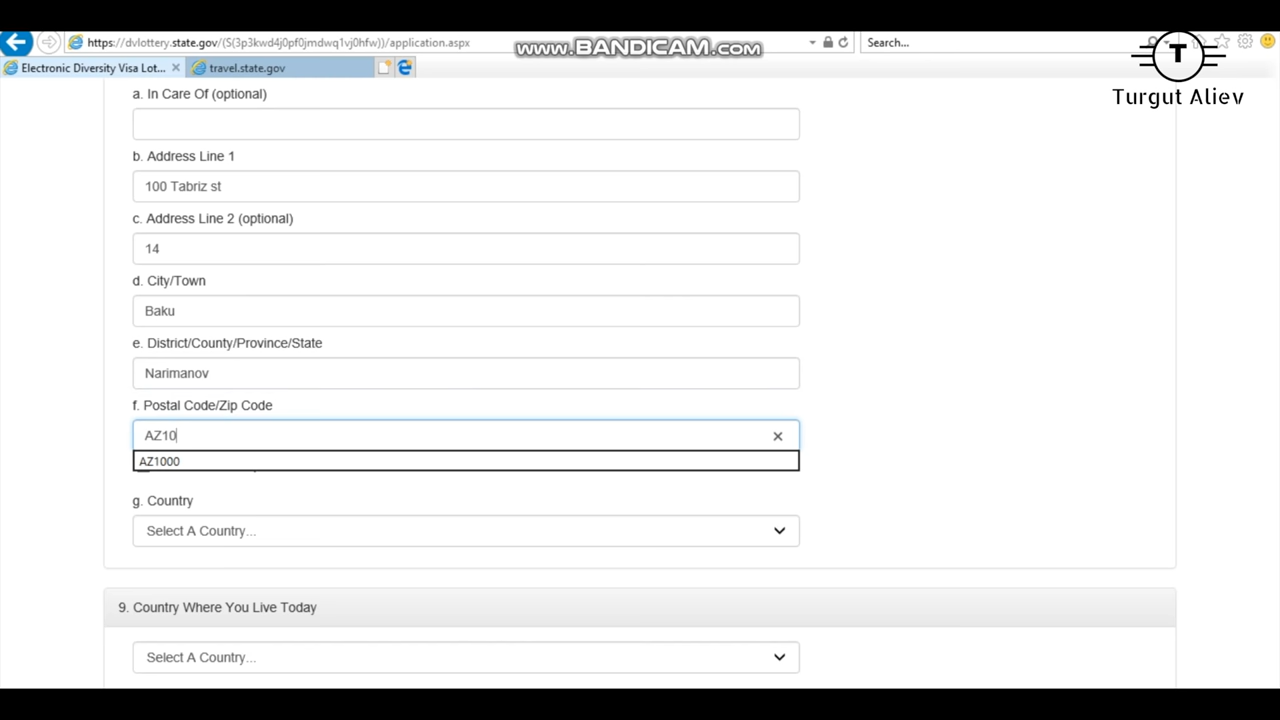 https://dvlottery.state.gov/(S(3p3kwd4j0pf0jmdwq1vj0hfw))/application.aspx
www.BANDICAM.com
Search...
Electronic Diversity Visa Lot...
travel.state.gov
T
Turgut Aliev
a. In Care Of (optional)
b. Address Line 1
100 Tabriz st
c. Address Line 2 (optional)
14
d. City/Town
Baku
e. District/County/Province/State
Narimanov
f. Postal Code/Zip Code
AZ10
AZ1000
g. Country
Select A Country...
9. Country Where You Live Today
Select A Country...